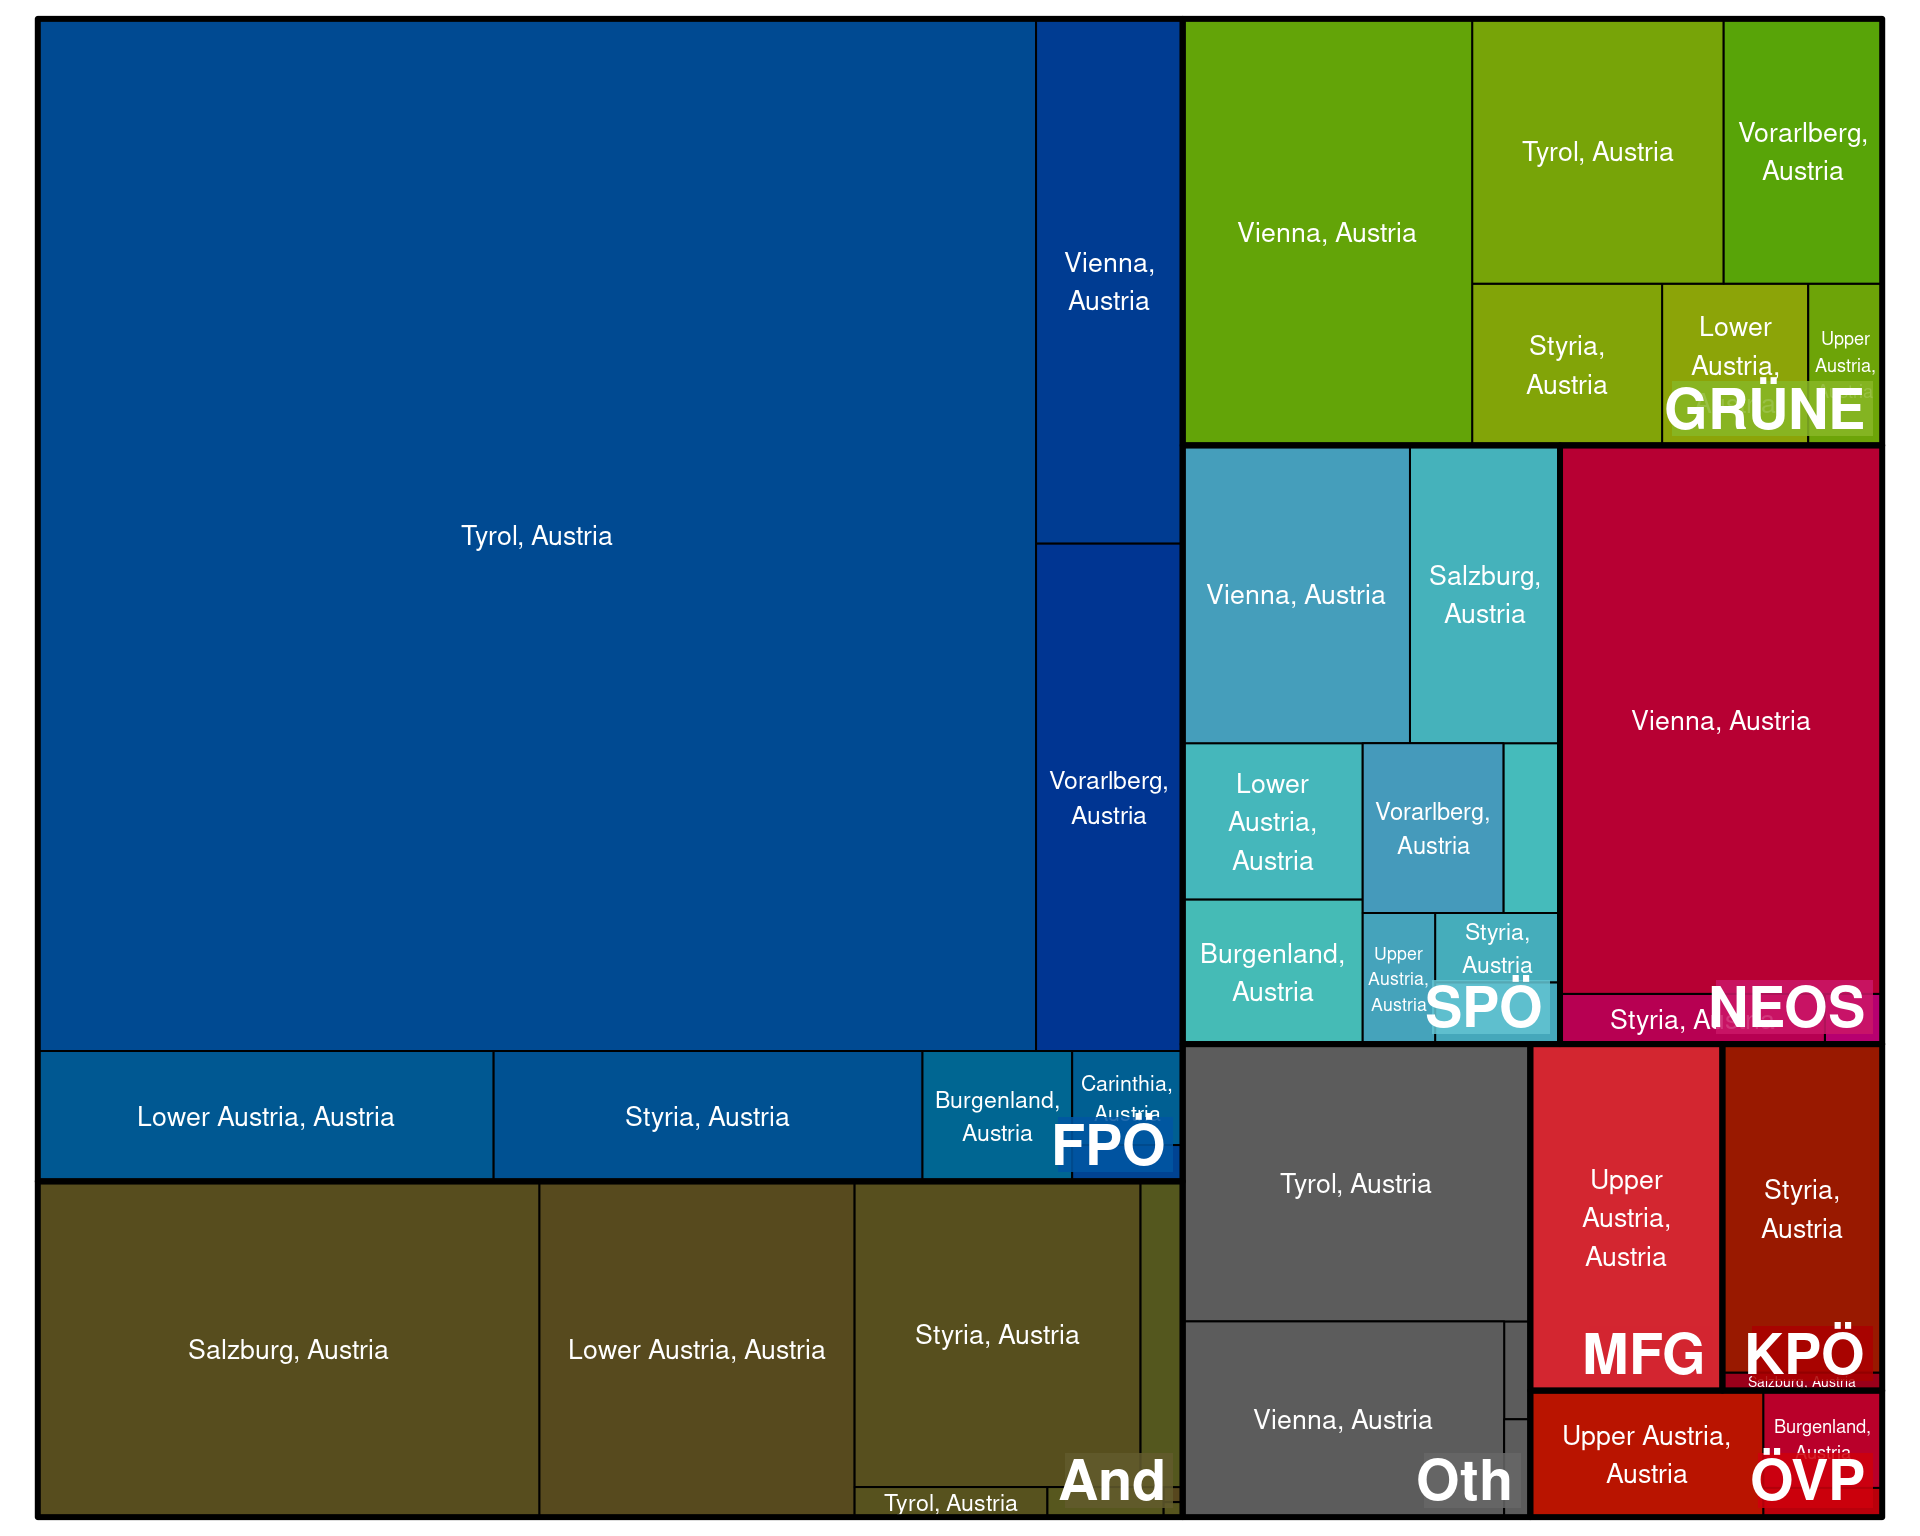 Tyrol, Austria
Vienna,
Austria
Vorarlberg,
Austria
Lower Austria, Austria
Styria, Austria
Burgenland,
Austria
Carinthia,
Austria
FPÖ
Salzburg, Austria
Lower Austria, Austria
Styria, Austria
Tyrol, Austria
And
Vienna, Austria
Tyrol, Austria
Vorarlberg,
Austria
Styria,
Austria
Lower
Austria,
Upper
Austria,
GRÜNE
Vienna, Austria
Salzburg,
Austria
Lower
Austria,
Austria
Vorarlberg,
Austria
Burgenland,
Austria
Upper
Austria,
Austria
Styria,
Austria
SPÖ
Vienna, Austria
Styria, Austria
NEOS
Tyrol, Austria
Vienna, Austria
Oth
Upper
Austria,
Austria
MFG
Styria,
Austria
KPÖ
Salzburg, Austria
Upper Austria,
Austria
Burgenland,
Austria
ÖVP